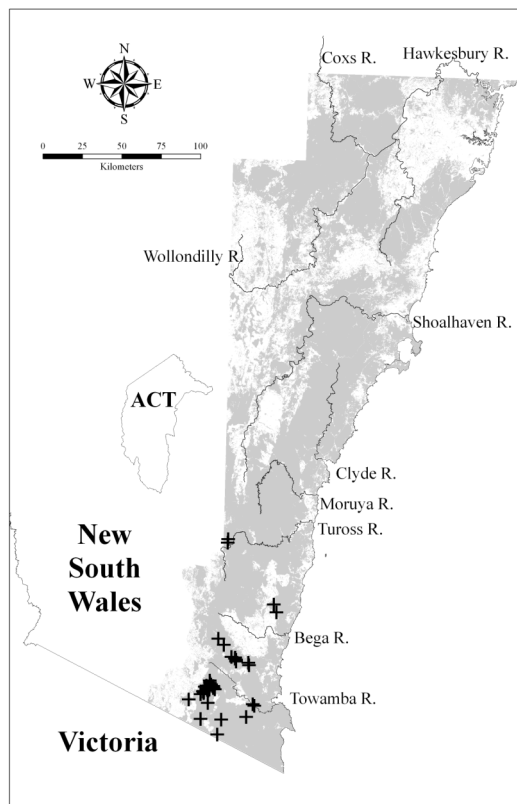 Coxs R.
Hawkesbury R.
N
W E
S
0 25 50 75 100
Kilometers
Wollondilly R.
Shoalhaven R.
ACT
Clyde R.
Moruya R.
Tuross R.
New
South
Wales
Bega R.
Towamba R.
Victoria